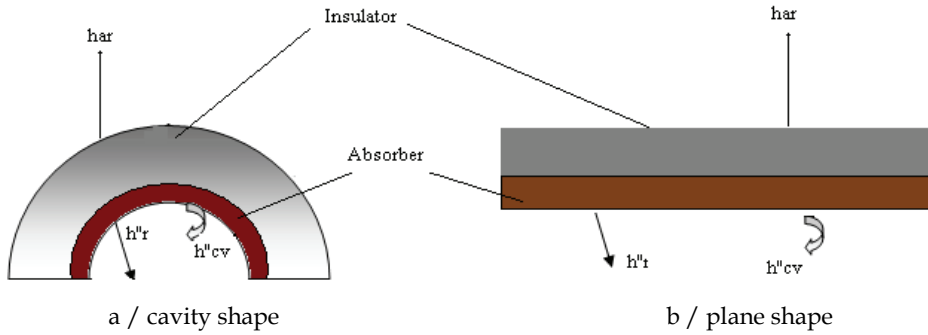 Insulator
har
har
Absorber
h"r
h"cv
h"r
h"cv
a / cavity shape
b / plane shape